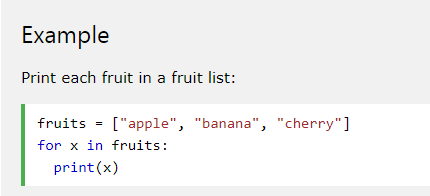 Example
Print each fruit in a fruit list:
fruits = ["apple", "banana", "cherry"]
for x in fruits:
  print(x)